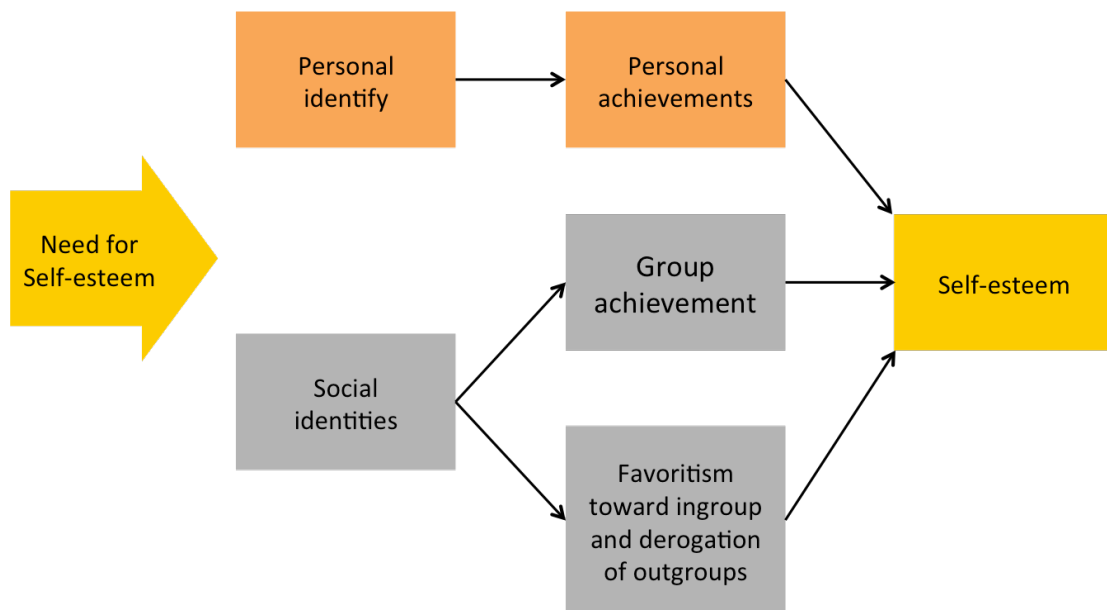 Personal
identify
Personal
achievements
Need for
Self-esteem
Group
achievement
Self-esteem
Social
identities
Favoritism
toward ingroup
and derogation
of outgroups